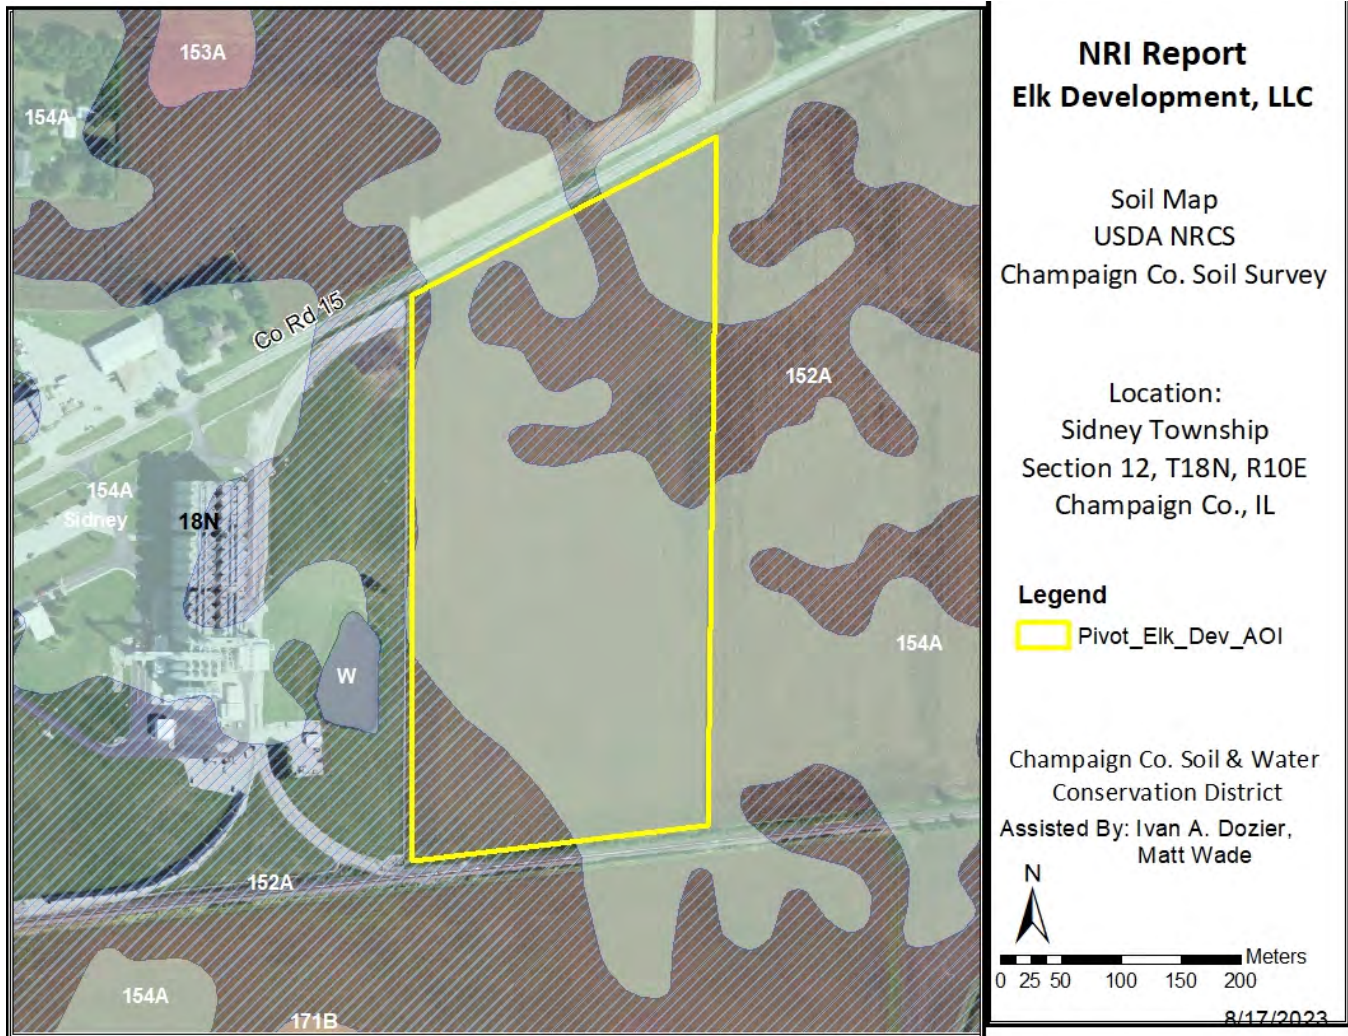 153A
154A
Co Rd 15
152A
154A
Sidney
18N
154A
W
152A
154A
171B
NRI Report
Elk Development, LLC
Soil Map
USDA NRCS
Champaign Co. Soil Survey
Location:
Sidney Township
Section 12, T18N, R10E
Champaign Co., IL
Legend
Pivot_Elk_Dev_AOI
Champaign Co. Soil & Water
Conservation District
Assisted By: Ivan A. Dozier,
Matt Wade
N
Meters
0 25 50 100 150 200
8/17/2023